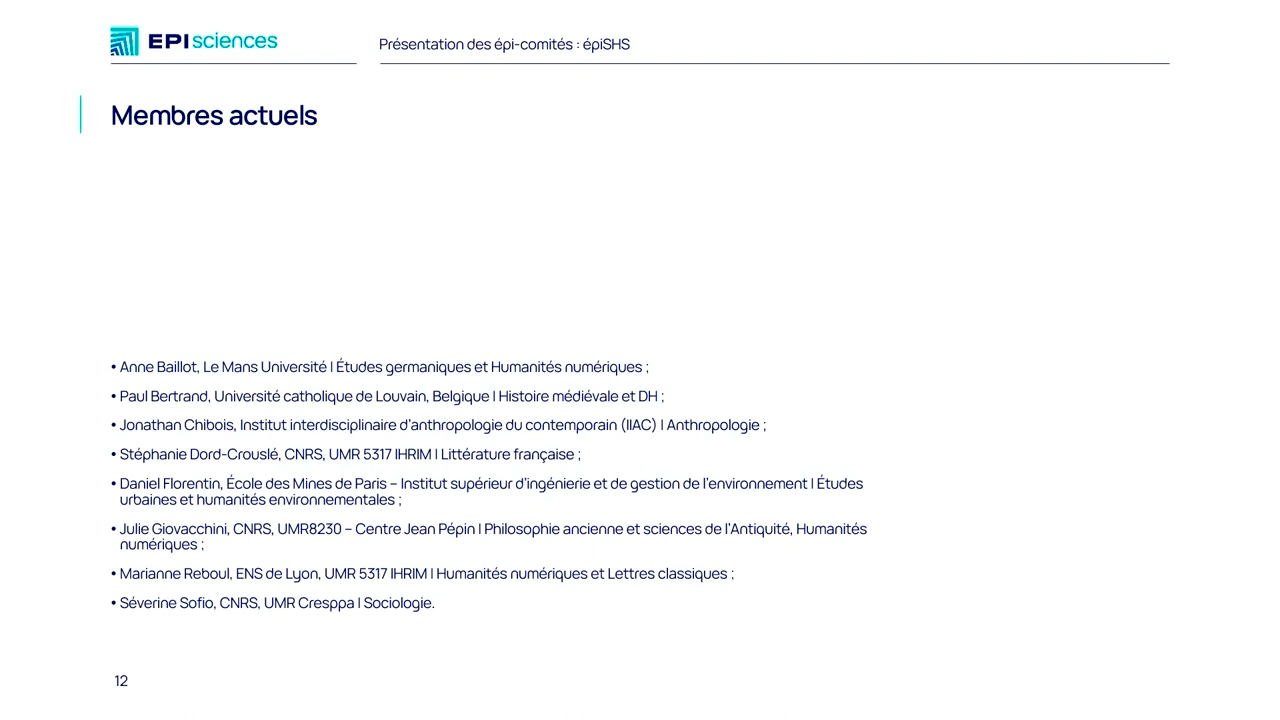 EPIsciences
Présentation des épi-comités : épiSHS
Membres actuels
• Anne Baillot, Le Mans Université | Études germaniques et Humanités numériques ;
• Paul Bertrand, Université catholique de Louvain, Belgique | Histoire médiévale et DH ;
• Jonathan Chibois, Institut interdisciplinaire d’anthropologie du contemporain (IIAC) | Anthropologie ;
• Stéphanie Dord-Crouslé, CNRS, UMR 5317 IHRIM | Littérature française ;
• Daniel Florentin, École des Mines de Paris – Institut supérieur d’ingénierie et de gestion de l’environnement | Études
urbaines et humanités environnementales ;
• Julie Giovacchini, CNRS, UMR8230 – Centre Jean Pépin | Philosophie ancienne et sciences de l’Antiquité, Humanités
numériques ;
• Marianne Reboul, ENS de Lyon, UMR 5317 IHRIM | Humanités numériques et Lettres classiques ;
• Séverine Sofio, CNRS, UMR Cresppa | Sociologie.
12